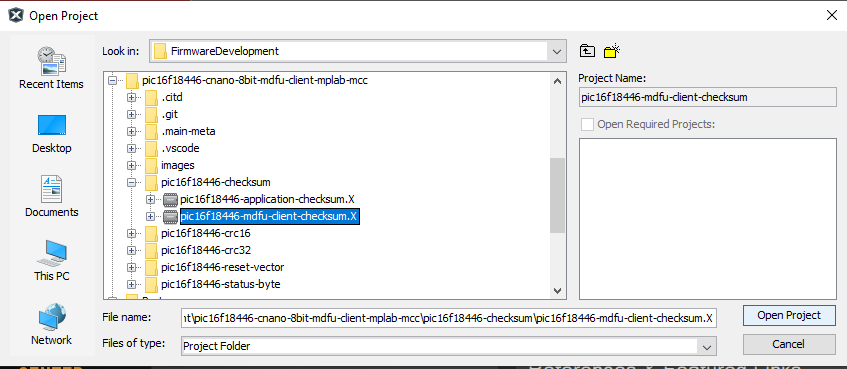 Open Project
Look in:
FirmwareDevelopment
Recent Items
Desktop
Documents
This PC
Network
pic16f18446-cnano-8bit-mdfu-client-mplab-mcc
.citd
.git
.main-meta
.vscode
images
pic16f18446-checksum
pic16f18446-application-checksum.X
pic16f18446-mdfu-client-checksum.X
pic16f18446-crc16
pic16f18446-crc32
pic16f18446-reset-vector
pic16f18446-status-byte
Project Name:
pic16f18446-mdfu-client-checksum
Open Required Projects:
File name:
nt\pic16f18446-cnano-8bit-mdfu-client-mplab-mcc\pic16f18446-checksum\pic16f18446-mdfu-client-checksum.X
Open Project
Files of type:
Project Folder
Cancel